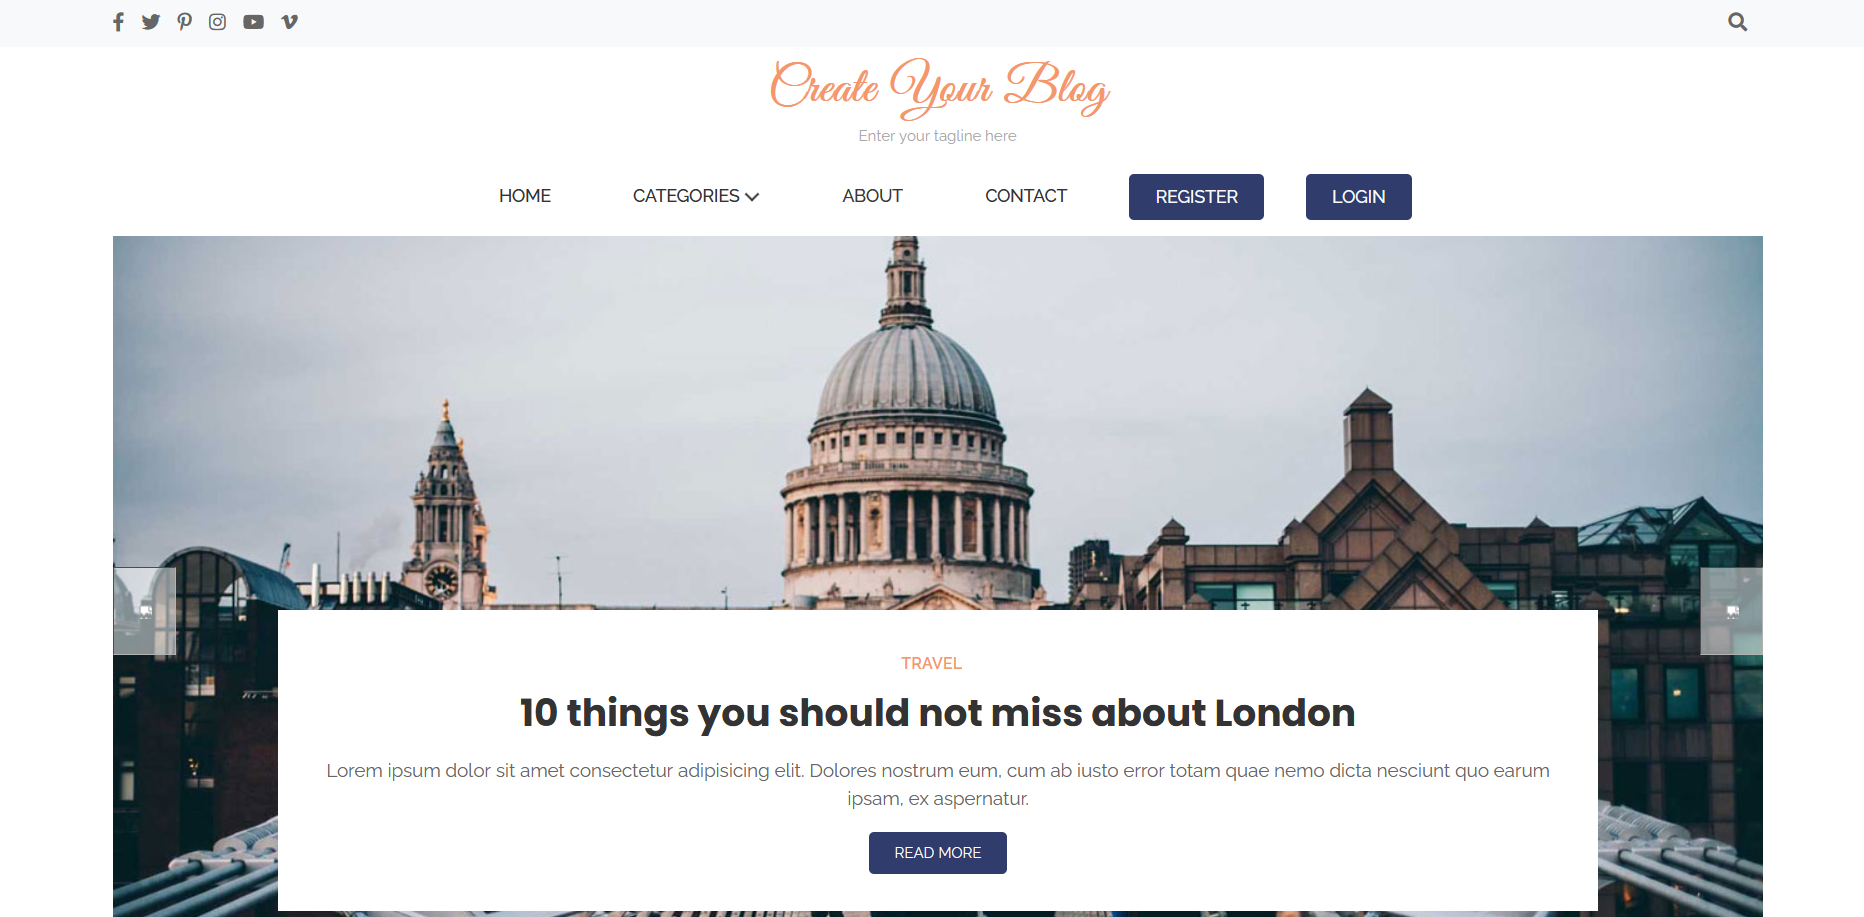 Create Your Blog
Enter your tagline here
HOME CATEGORIES ABOUT CONTACT REGISTER LOGIN
TRAVEL
10 things you should not miss about London
Lorem ipsum dolor sit amet consectetur adipisicing elit. Dolores nostrum eum, cum ab iusto error totam quae nemo dicta nesciunt quo earum
ipsam, ex aspernatur.
READ MORE